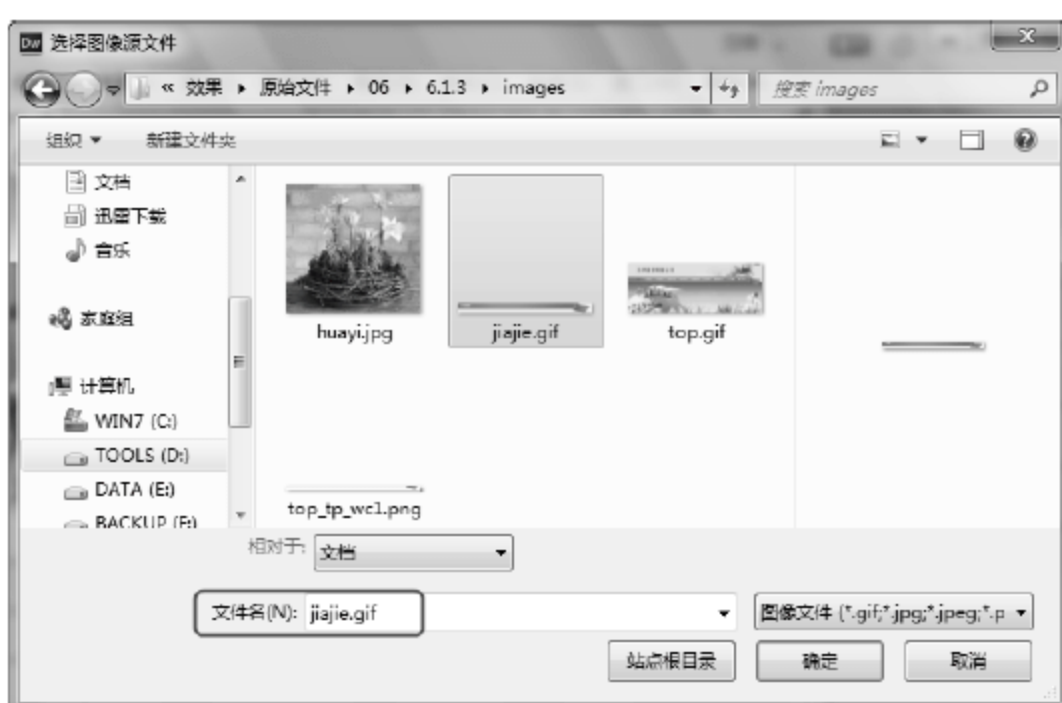 Dw 选择图像源文件
« 效果 ▸ 原始文件 ▸ 06 ▸ 6.1.3 ▸ images
搜索 images
组织 新建文件夹
文档
迅雷下载
音乐
家庭组
计算机
WIN7 (C:)
TOOLS (D:)
DATA (E:)
BACKUP (F:)
huayi.jpg
jiajie.gif
top.gif
top_tp_wc1.png
相对于: 文档
文件名(N): jiajie.gif
图像文件 (*.gif;*.jpg;*.jpeg;*.p
站点根目录 确定 取消